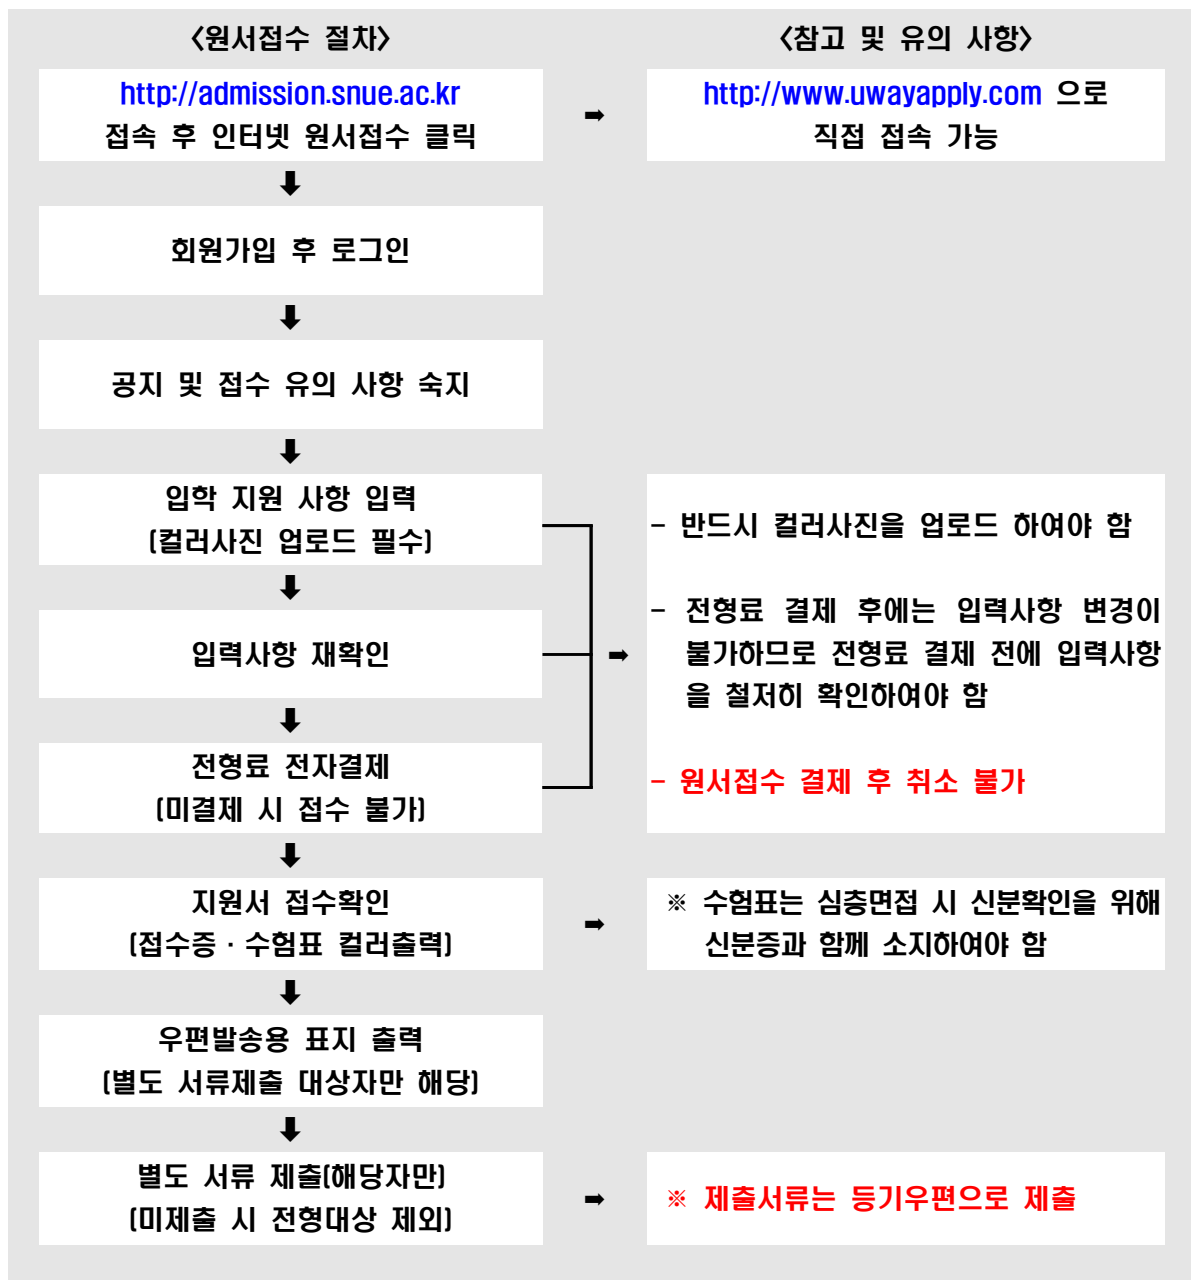 〈원서접수 절차〉
〈참고 및 유의 사항〉
http://admission.snue.ac.kr
접속 후 인터넷 원서접수 클릭
➡
http://www.uwayapply.com 으로
직접 접속 가능
⬇
회원가입 후 로그인
⬇
공지 및 접수 유의 사항 숙지
⬇
입학 지원 사항 입력
(컬러사진 업로드 필수)
⬇
입력사항 재확인
⬇
전형료 전자결제
(미결제 시 접수 불가)
➡
- 반드시 컬러사진을 업로드 하여야 함
- 전형료 결제 후에는 입력사항 변경이
불가하므로 전형료 결제 전에 입력사항
을 철저히 확인하여야 함
- 원서접수 결제 후 취소 불가
⬇
지원서 접수확인
(접수증 · 수험표 컬러출력)
➡
※ 수험표는 심층면접 시 신분확인을 위해
신분증과 함께 소지하여야 함
⬇
우편발송용 표지 출력
(별도 서류제출 대상자만 해당)
⬇
별도 서류 제출(해당자만)
(미제출 시 전형대상 제외)
➡
※ 제출서류는 등기우편으로 제출